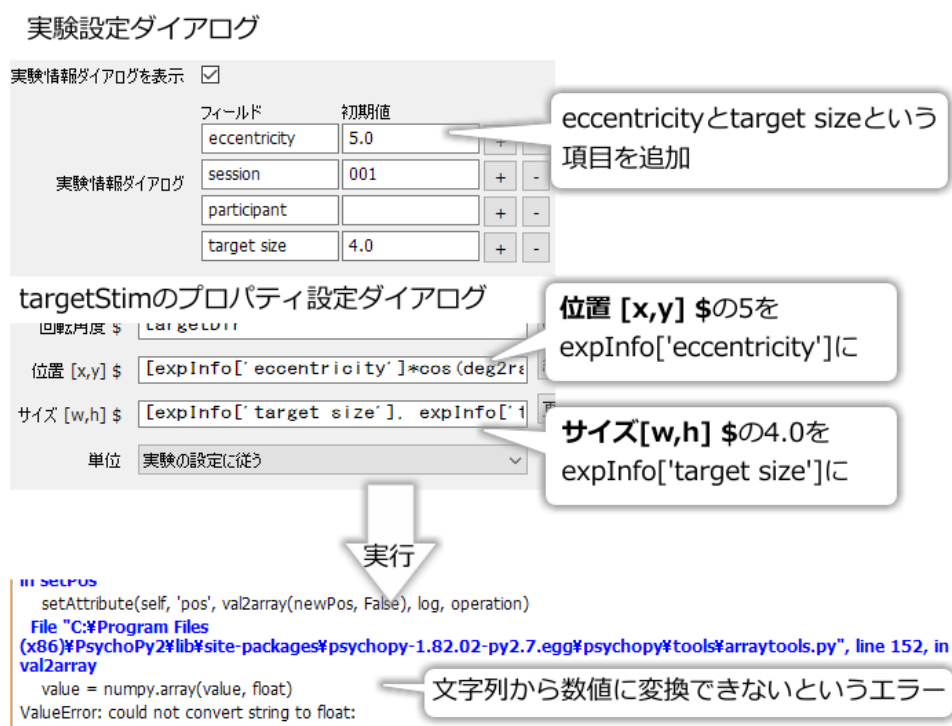 実験設定ダイアログ
実験情報ダイアログを表示
フィールド 初期値
eccentricity 5.0 +
eccentricityとtarget sizeという
項目を追加
実験情報ダイアログ
session 001 + -
participant + -
target size 4.0 + -
targetStimのプロパティ設定ダイアログ
回転角度 $ targetDir
位置 [x,y] $ [expInfo['eccentricity']*cos(deg2ra
位置 [x,y] $の5を
expInfo['eccentricity']に
サイズ [w,h] $ [expInfo['target size'], expInfo['t
サイズ[w,h] $の4.0を
expInfo['target size']に
単位 実験の設定に従う
実行
in setPos
setAttribute(self, 'pos', val2array(newPos, False), log, operation)
File "C:¥Program Files
(x86)¥PsychoPy2¥lib¥site-packages¥psychopy-1.82.02-py2.7.egg¥psychopy¥tools¥arraytools.py", line 152, in
val2array
value = numpy.array(value, float)
ValueError: could not convert string to float:
文字列から数値に変換できないというエラー